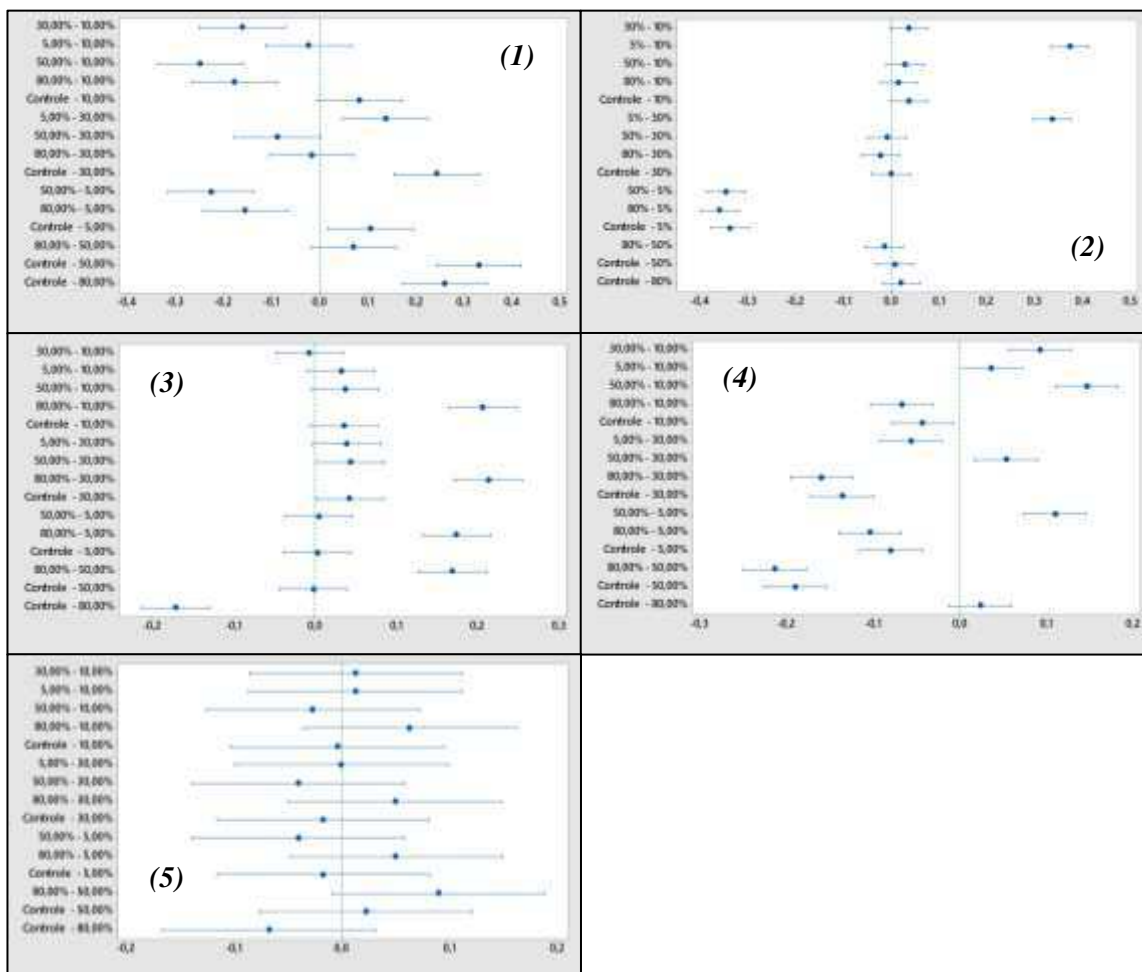 30,00% - 10,00%
5,00% - 10,00%
50,00% - 10,00%
80,00% - 10,00%
Controle - 10,00%
5,00% - 30,00%
50,00% - 30,00%
80,00% - 30,00%
Controle - 30,00%
50,00% - 5,00%
80,00% - 5,00%
Controle - 5,00%
80,00% - 50,00%
Controle - 50,00%
Controle - 80,00%
-0,4 -0,3 -0,2 -0,1 0,0 0,1 0,2 0,3 0,4 0,5
(1)
30% - 10%
5% - 10%
50% - 10%
80% - 10%
Controle - 10%
5% - 30%
50% - 30%
80% - 30%
Controle - 30%
50% - 5%
80% - 5%
Controle - 5%
80% - 50%
Controle - 50%
Controle - 80%
-0,4 -0,3 -0,2 -0,1 0,0 0,1 0,2 0,3 0,4 0,5
(2)
30,00% - 10,00%
5,00% - 10,00%
50,00% - 10,00%
80,00% - 10,00%
Controle - 10,00%
5,00% - 30,00%
50,00% - 30,00%
80,00% - 30,00%
Controle - 30,00%
50,00% - 5,00%
80,00% - 5,00%
Controle - 5,00%
80,00% - 50,00%
Controle - 50,00%
Controle - 80,00%
-0,2 -0,1 0,0 0,1 0,2 0,3
(3)
30,00% - 10,00%
5,00% - 10,00%
50,00% - 10,00%
80,00% - 10,00%
Controle - 10,00%
5,00% - 30,00%
50,00% - 30,00%
80,00% - 30,00%
Controle - 30,00%
50,00% - 5,00%
80,00% - 5,00%
Controle - 5,00%
80,00% - 50,00%
Controle - 50,00%
Controle - 80,00%
-0,3 -0,2 -0,1 0,0 0,1 0,2
(4)
30,00% - 10,00%
5,00% - 10,00%
50,00% - 10,00%
80,00% - 10,00%
Controle - 10,00%
5,00% - 30,00%
50,00% - 30,00%
80,00% - 30,00%
Controle - 30,00%
50,00% - 5,00%
80,00% - 5,00%
Controle - 5,00%
80,00% - 50,00%
Controle - 50,00%
Controle - 80,00%
-0,2 -0,1 0,0 0,1 0,2
(5)